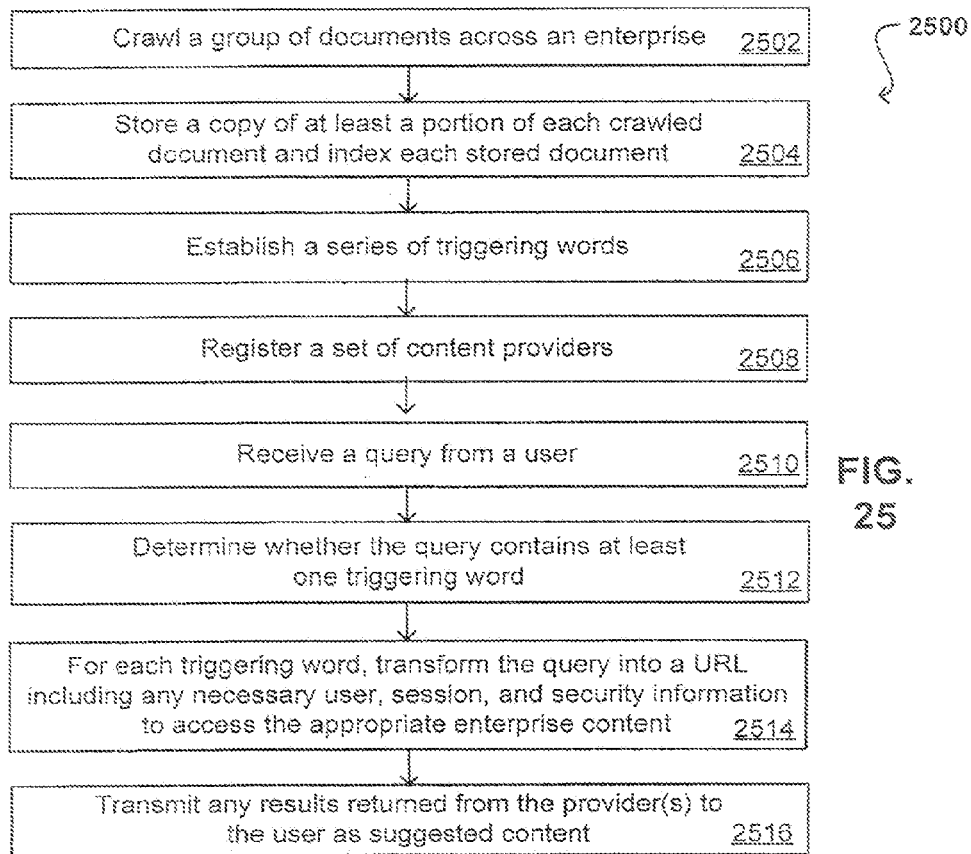 Crawl a group of documents across an enterprise 2502
2500
Store a copy of at least a portion of each crawled
document and index each stored document 2504
Establish a series of triggering words 2506
Register a set of content providers 2508
Receive a query from a user 2510
FIG.
25
Determine whether the query contains at least
one triggering word 2512
For each triggering word, transform the query into a URL
including any necessary user, session, and security information
to access the appropriate enterprise content 2514
Transmit any results returned from the provider(s) to
the user as suggested content 2516